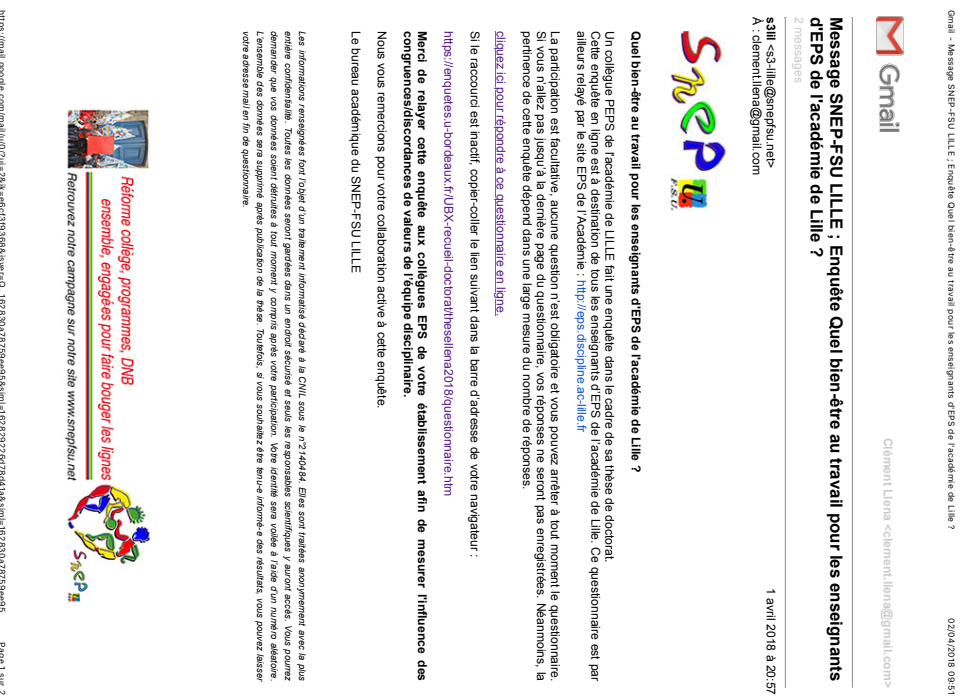 Gmail - Message SNEP-FSU LILLE ; Enquête Quel bien-être au travail pour les enseignants d'EPS de l'académie de Lille ?
02/04/2018 09:51
Gmail
Clément Llena <clement.llena@gmail.com>
Message SNEP-FSU LILLE ; Enquête Quel bien-être au travail pour les enseignants
d'EPS de l'académie de Lille ?
2 messages
s3lil <s3-lille@snepfsu.net>
1 avril 2018 à 20:57
À : clement.llena@gmail.com
SNEP
F.S.U.
Quel bien-être au travail pour les enseignants d'EPS de l'académie de Lille ?
Un collègue PEPS de l'académie de LILLE fait une enquête dans le cadre de sa thèse de doctorat.
Cette enquête en ligne est à destination de tous les enseignants d'EPS de l'académie de Lille. Ce questionnaire est par
ailleurs relayé par le site EPS de l'Académie : http://eps.discipline.ac-lille.fr
La participation est facultative, aucune question n'est obligatoire et vous pouvez arrêter à tout moment le questionnaire.
Si vous n'allez pas jusqu'à la dernière page du questionnaire, vos réponses ne seront pas enregistrées. Néanmoins, la
pertinence de cette enquête dépend dans une large mesure du nombre de réponses.
cliquez ici pour répondre à ce questionnaire en ligne.
Si le raccourci est inactif, copier-coller le lien suivant dans la barre d'adresse de votre navigateur :
https://enquetes.u-bordeaux.fr/UBX-recueil-doctorat/thesellena2018/questionnaire.htm
Merci de relayer cette enquête aux collègues EPS de votre établissement afin de mesurer l'influence des
congruences/discordances de valeurs de l'équipe disciplinaire.
Nous vous remercions pour votre collaboration active à cette enquête.
Le bureau académique du SNEP-FSU LILLE
Les informations renseignées font l'objet d'un traitement informatisé déclaré à la CNIL sous le n°2140484. Elles sont traitées anonymement avec la plus
entière confidentialité. Toutes les données seront gardées dans un endroit sécurisé et seuls les responsables scientifiques y auront accès. Vous pourrez
demander que vos données soient détruites à tout moment y compris après votre participation. Votre identité sera voilée à l'aide d'un numéro aléatoire.
L'ensemble des données sera supprimé après publication de la thèse. Toutefois, si vous souhaitez être tenu-e informé-e des résultats, vous pouvez laisser
votre adresse mail en fin de questionnaire.
Réforme collège, programmes, DNB
ensemble, engagées pour faire bouger les lignes
Retrouvez notre campagne sur notre site www.snepfsu.net
SNEP
Page 1 sur 2